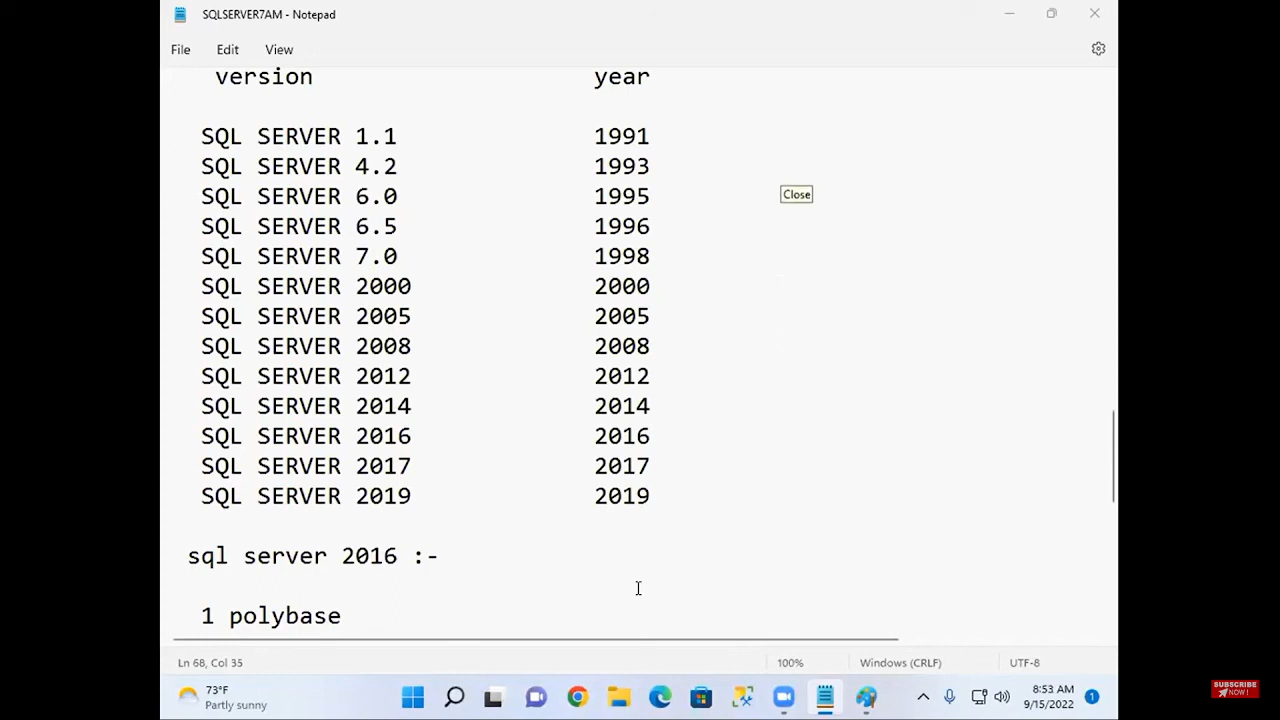 SQLSERVER7AM - Notepad
File Edit View
version year
SQL SERVER 1.1 1991
SQL SERVER 4.2 1993
Close
SQL SERVER 6.0 1995
SQL SERVER 6.5 1996
SQL SERVER 7.0 1998
SQL SERVER 2000 2000
SQL SERVER 2005 2005
SQL SERVER 2008 2008
SQL SERVER 2012 2012
SQL SERVER 2014 2014
SQL SERVER 2016 2016
SQL SERVER 2017 2017
SQL SERVER 2019 2019
sql server 2016 :-
1 polybase
Ln 68, Col 35 100% Windows (CRLF) UTF-8
73°F
Partly sunny
8:53 AM
9/15/2022
1
SUBSCRIBE
NOW!